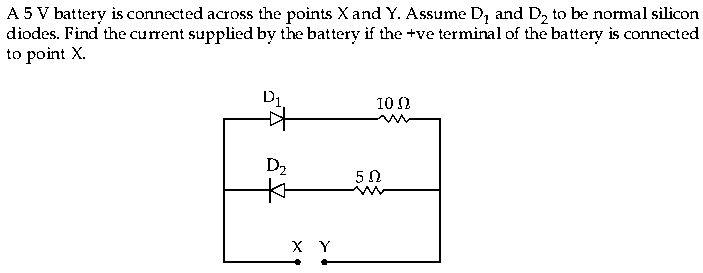 A 5 V battery is connected across the points X and Y. Assume D₁ and D₂ to be normal silicon
diodes. Find the current supplied by the battery if the +ve terminal of the battery is connected
to point X.
D₁
10 Ω
D₂
5 Ω
X Y